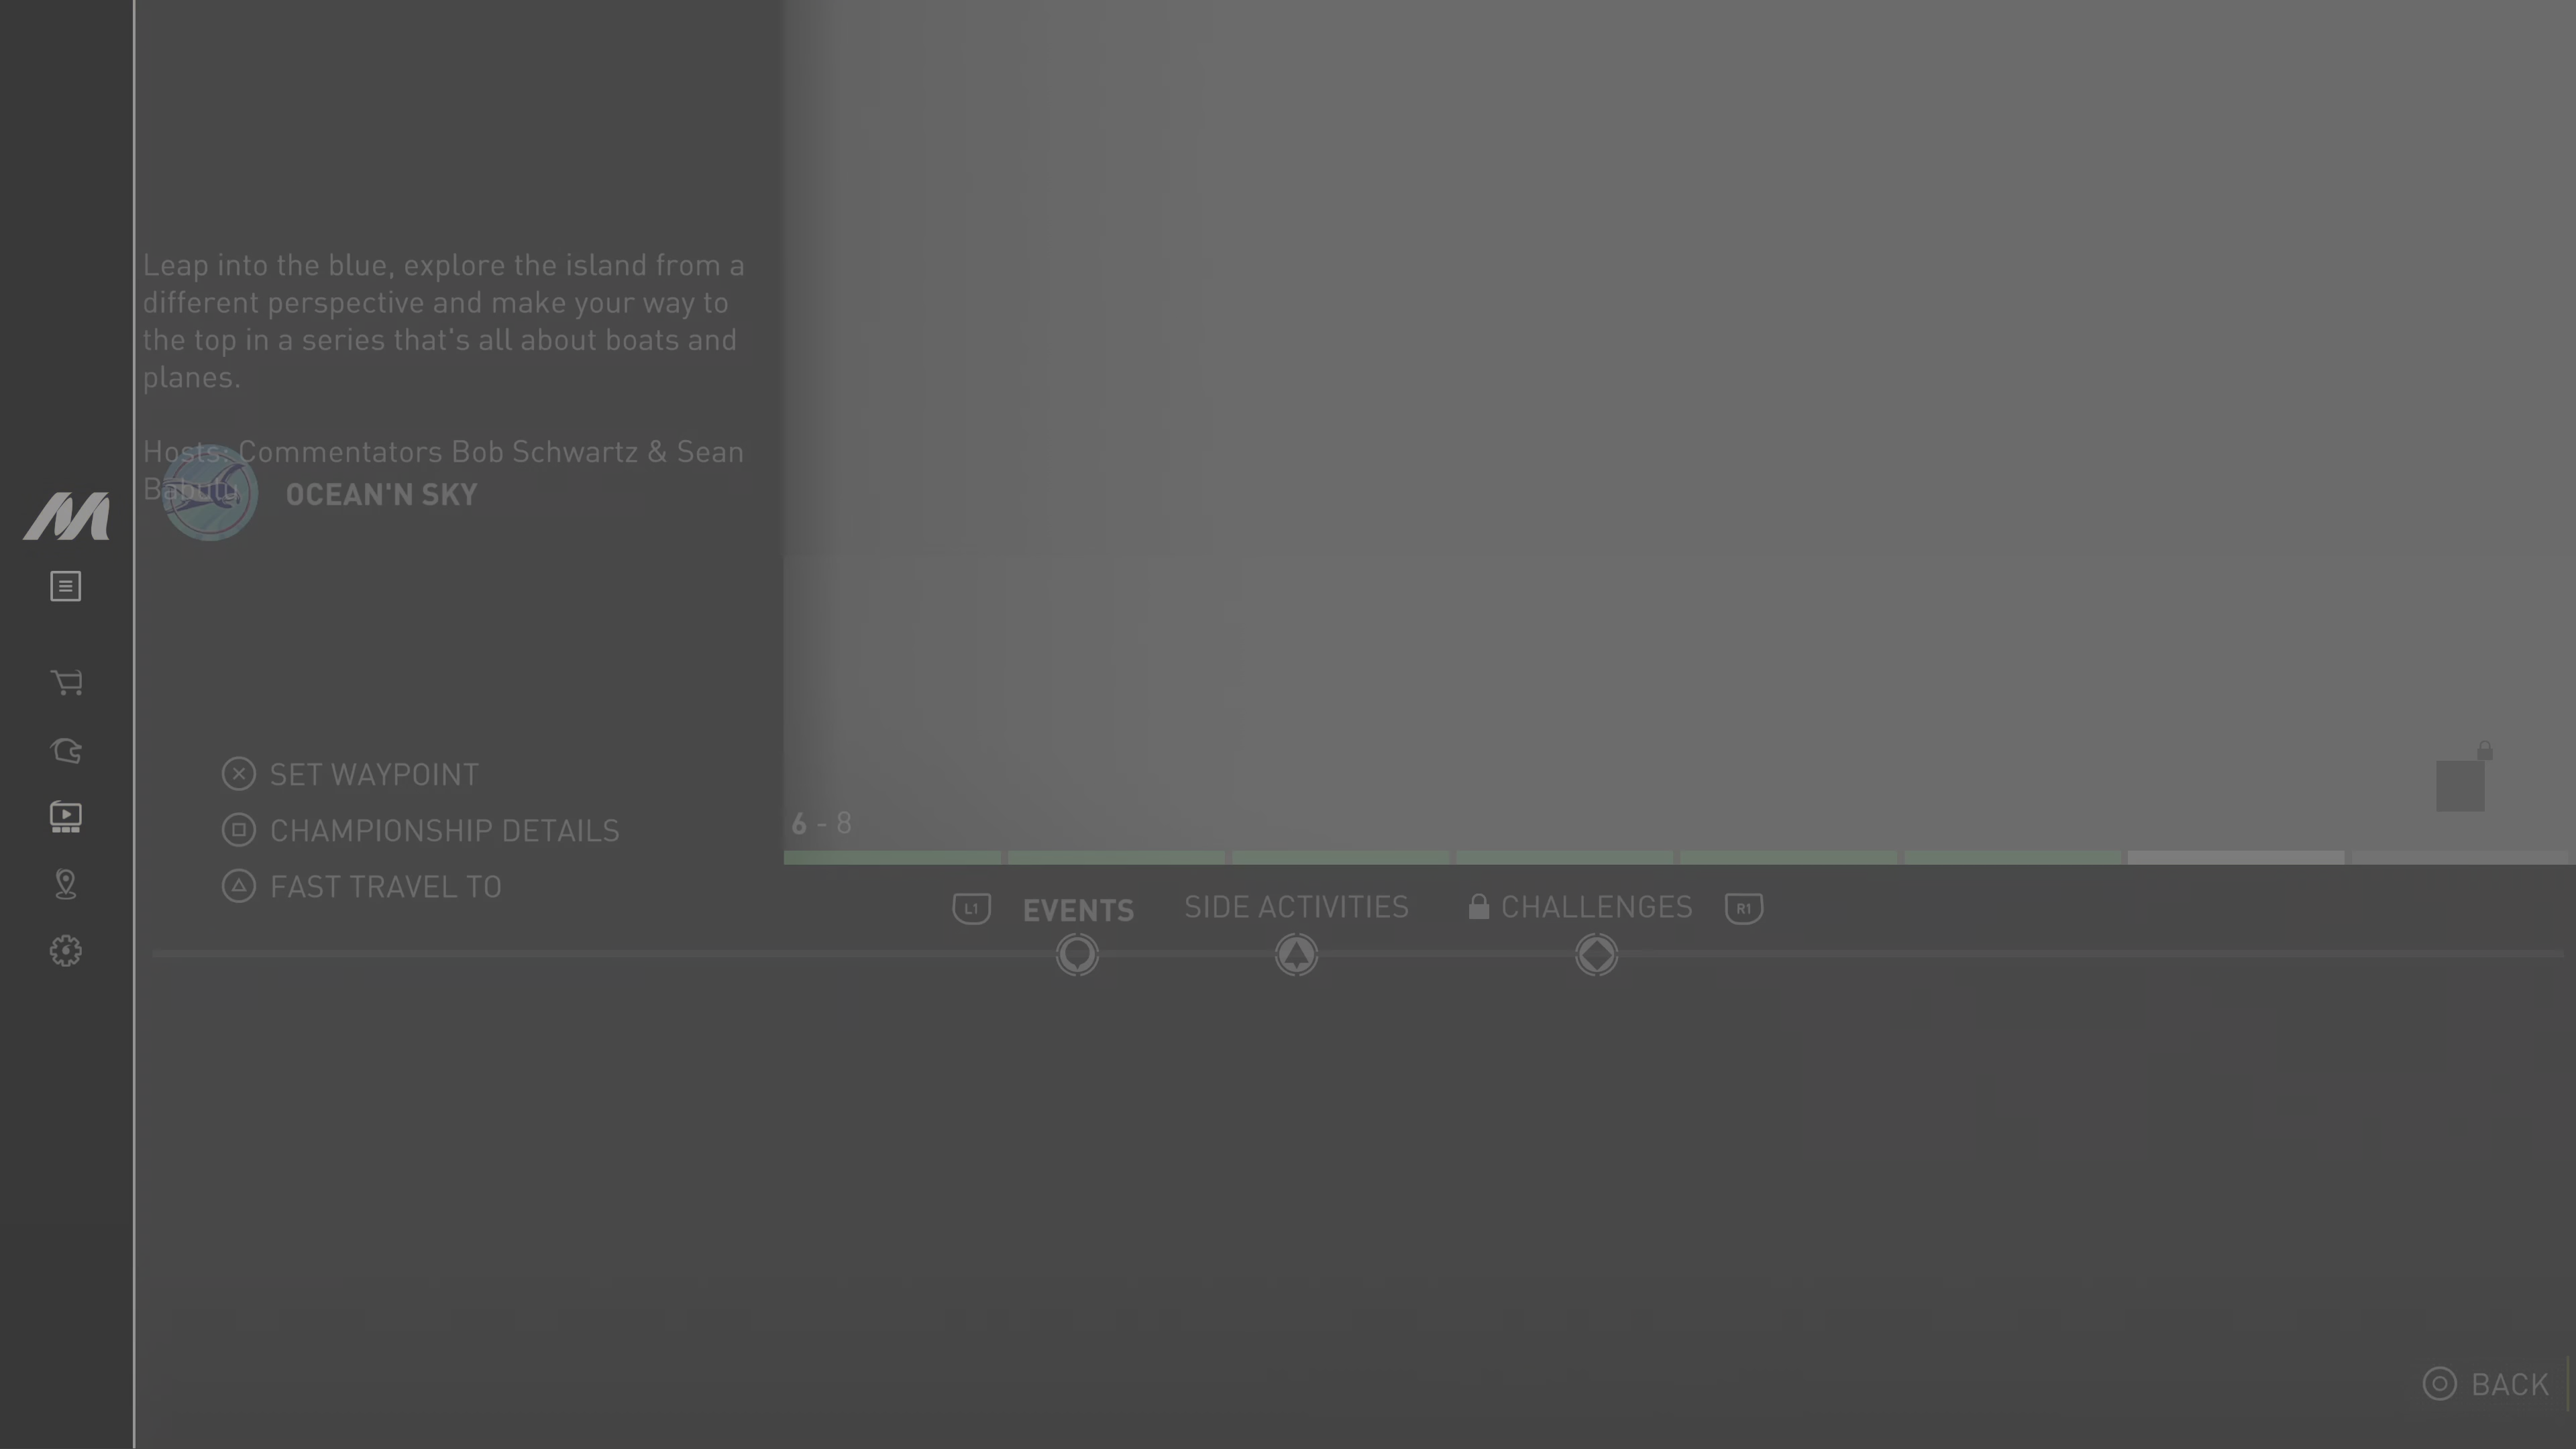 Leap into the blue, explore the island from a
different perspective and make your way to
the top in a series that's all about boats and
planes.
Hosts: Commentators Bob Schwartz & Sean
OCEAN'N SKY
SET WAYPOINT
CHAMPIONSHIP DETAILS
FAST TRAVEL TO
6 - 8
L1 EVENTS SIDE ACTIVITIES CHALLENGES R1
BACK